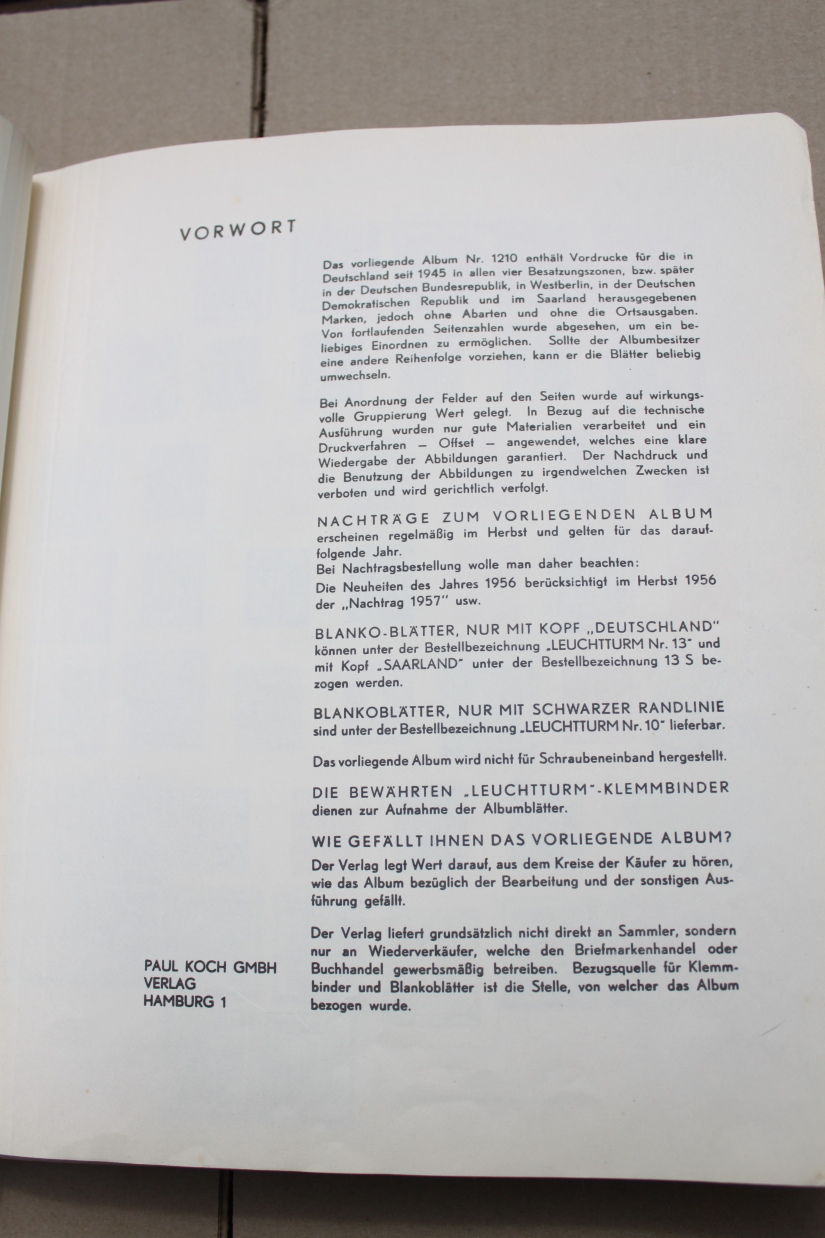 VORWORT
Das vorliegende Album Nr. 1210 enthält Vordrucke für die in
Deutschland seit 1945 in allen vier Besatzungszonen, bzw. später
in der Deutschen Bundesrepublik, in Westberlin, in der Deutschen
Demokratischen Republik und im Saarland herausgegebenen
Marken, jedoch ohne Abarten und ohne die Ortsausgaben.
Von fortlaufenden Seitenzahlen wurde abgesehen, um ein be-
liebiges Einordnen zu ermöglichen. Sollte der Albumbesitzer
eine andere Reihenfolge vorziehen, kann er die Blätter beliebig
umwechseln.
Bei Anordnung der Felder auf den Seiten wurde auf wirkungs-
volle Gruppierung Wert gelegt. In Bezug auf die technische
Ausführung wurden nur gute Materialien verarbeitet und ein
Druckverfahren – Offset – angewendet, welches eine klare
Wiedergabe der Abbildungen garantiert. Der Nachdruck und
die Benutzung der Abbildungen zu irgendwelchen Zwecken ist
verboten und wird gerichtlich verfolgt.
NACHTRÄGE ZUM VORLIEGENDEN ALBUM
erscheinen regelmäßig im Herbst und gelten für das darauf-
folgende Jahr.
Bei Nachtragsbestellung wolle man daher beachten:
Die Neuheiten des Jahres 1956 berücksichtigt im Herbst 1956
der „Nachtrag 1957" usw.
BLANKO-BLÄTTER, NUR MIT KOPF „DEUTSCHLAND"
können unter der Bestellbezeichnung „LEUCHTTURM Nr. 13" und
mit Kopf „SAARLAND" unter der Bestellbezeichnung 13 S be-
zogen werden.
BLANKOBLÄTTER, NUR MIT SCHWARZER RANDLINIE
sind unter der Bestellbezeichnung „LEUCHTTURM Nr. 10" lieferbar.
Das vorliegende Album wird nicht für Schraubeneinband hergestellt.
DIE BEWÄHRTEN „LEUCHTTURM"-KLEMMBINDER
dienen zur Aufnahme der Albumblätter.
WIE GEFÄLLT IHNEN DAS VORLIEGENDE ALBUM?
Der Verlag legt Wert darauf, aus dem Kreise der Käufer zu hören,
wie das Album bezüglich der Bearbeitung und der sonstigen Aus-
führung gefällt.
Der Verlag liefert grundsätzlich nicht direkt an Sammler, sondern
nur an Wiederverkäufer, welche den Briefmarkenhandel oder
Buchhandel gewerbsmäßig betreiben. Bezugsquelle für Klemm-
binder und Blankoblätter ist die Stelle, von welcher das Album
bezogen wurde.
PAUL KOCH GMBH
VERLAG
HAMBURG 1